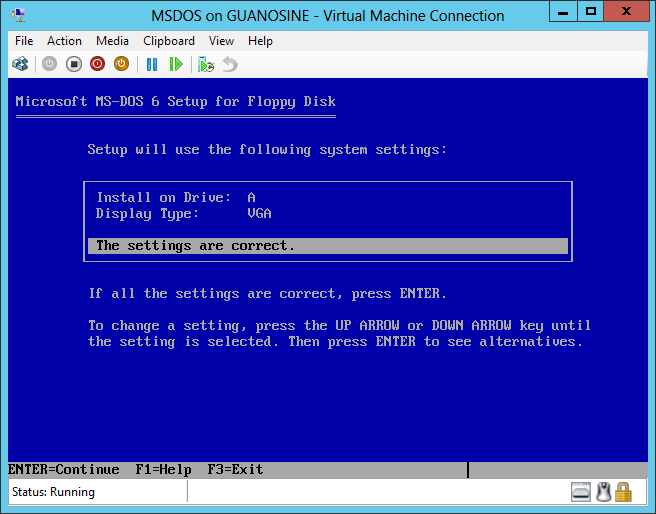 MSDOS on GUANOSINE - Virtual Machine Connection
File Action Media Clipboard View Help
Microsoft MS-DOS 6 Setup for Floppy Disk
Setup will use the following system settings:
Install on Drive: A
Display Type: VGA
The settings are correct.
If all the settings are correct, press ENTER.
To change a setting, press the UP ARROW or DOWN ARROW key until
the setting is selected. Then press ENTER to see alternatives.
ENTER=Continue F1=Help F3=Exit
Status: Running